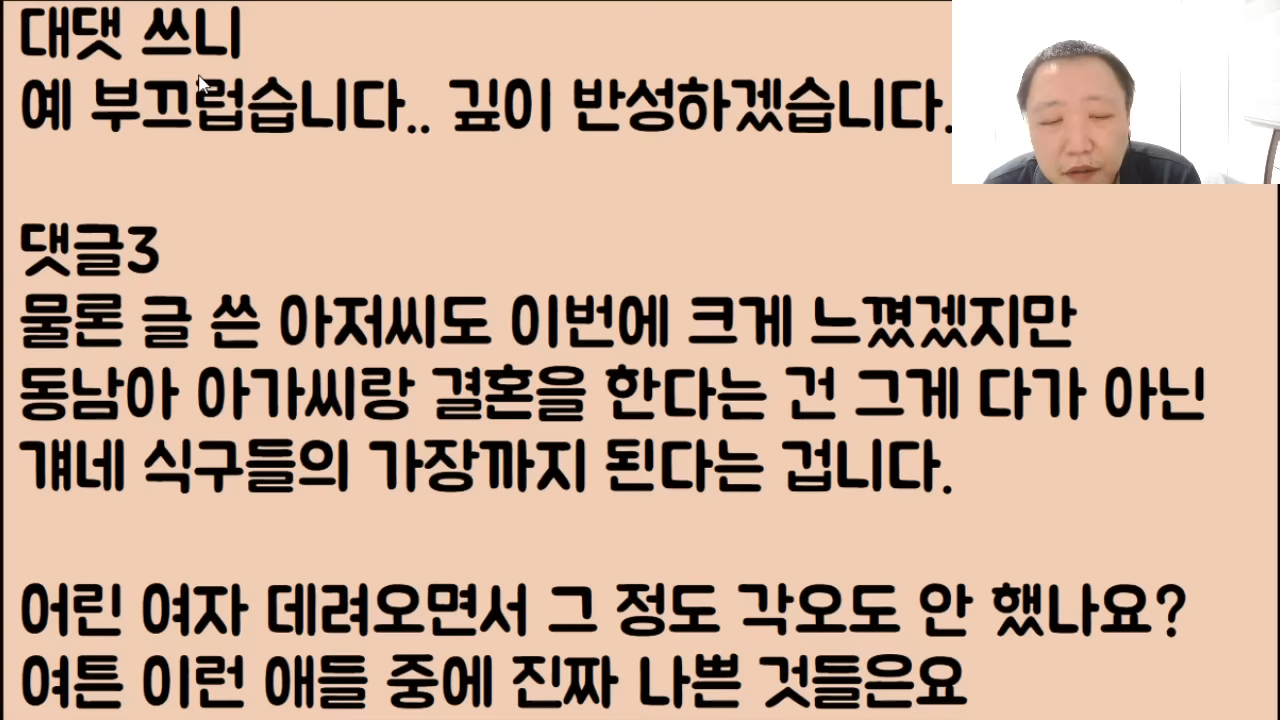 대댓 쓰니
예 부끄럽습니다.. 깊이 반성하겠습니다.
댓글3
물론 글 쓴 아저씨도 이번에 크게 느꼈겠지만
동남아 아가씨랑 결혼을 한다는 건 그게 다가 아닌
걔네 식구들의 가장까지 된다는 겁니다.
어린 여자 데려오면서 그 정도 각오도 안 했나요?
여튼 이런 애들 중에 진짜 나쁜 것들은요